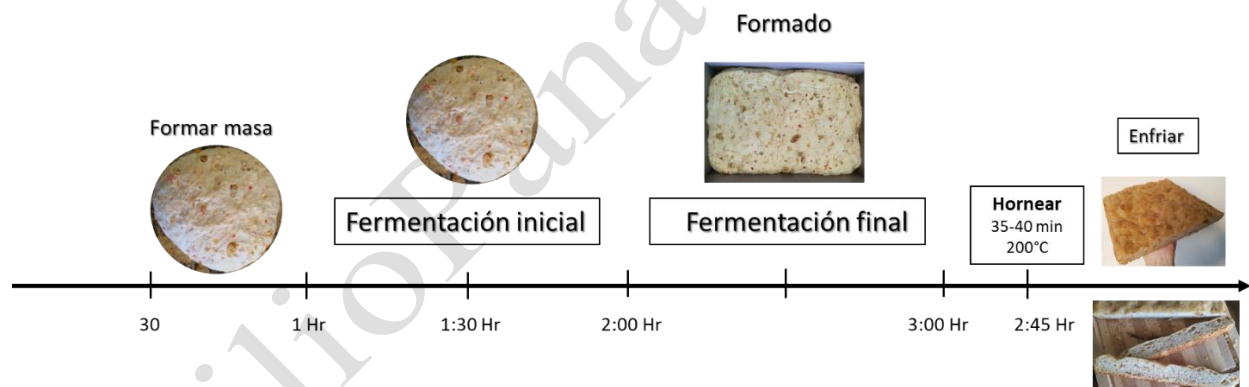 Formado
Formar masa
Enfriar
Fermentación inicial
Fermentación final
Hornear
35-40 min
200°C
30
1 Hr
1:30 Hr
2:00 Hr
3:00 Hr
2:45 Hr
ilioPana